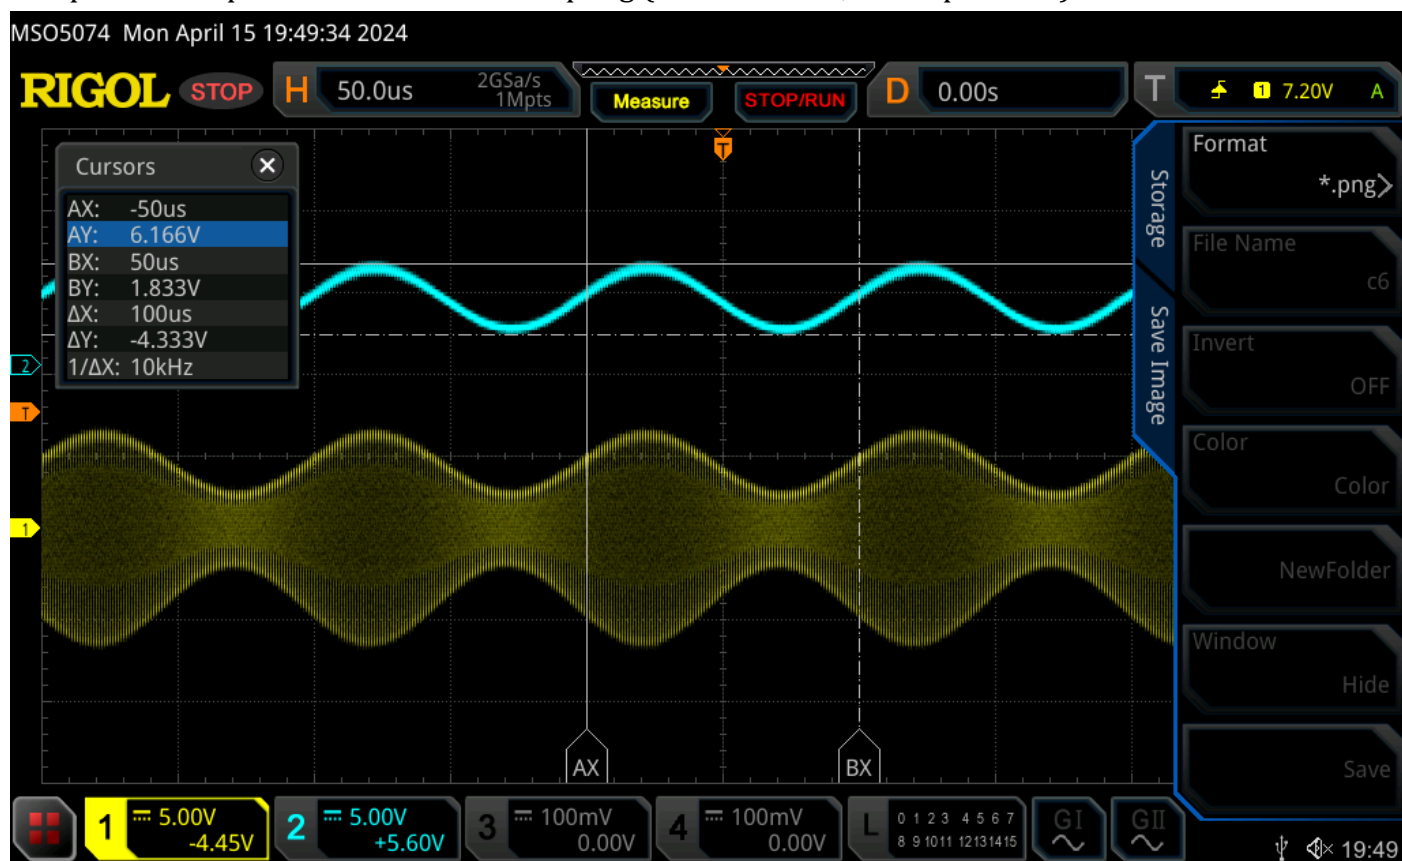 MSO5074 Mon April 15 19:49:34 2024
RIGOL STOP H 50.0us 2GSa/s 1Mpts Measure STOP/RUN D 0.00s T 1 7.20V A
Cursors
AX: -50us
AY: 6.166V
BX: 50us
BY: 1.833V
ΔX: 100us
ΔY: -4.333V
1/ΔX: 10kHz
T
2
T
1
AX BX
Storage
Save Image
Format
*.png>
File Name
c6
Invert
OFF
Color
Color
NewFolder
Window
Hide
Save
1 5.00V -4.45V
2 5.00V +5.60V
3 100mV 0.00V
4 100mV 0.00V
L 0 1 2 3 4 5 6 7
8 9 10 11 12 13 14 15
GI GII
19:49